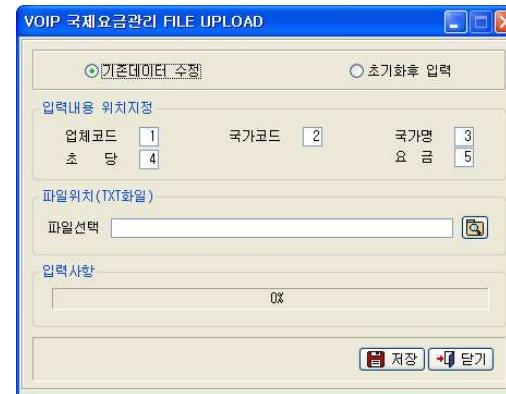 VOIP 국제요금관리 FILE UPLOAD
기존데이터 수정 초기화후 입력
입력내용 위치지정
업체코드 1 국가코드 2 국가명 3
초 당 4 요 금 5
파일위치(TXT화일)
파일선택
입력사항
0%
저장 닫기